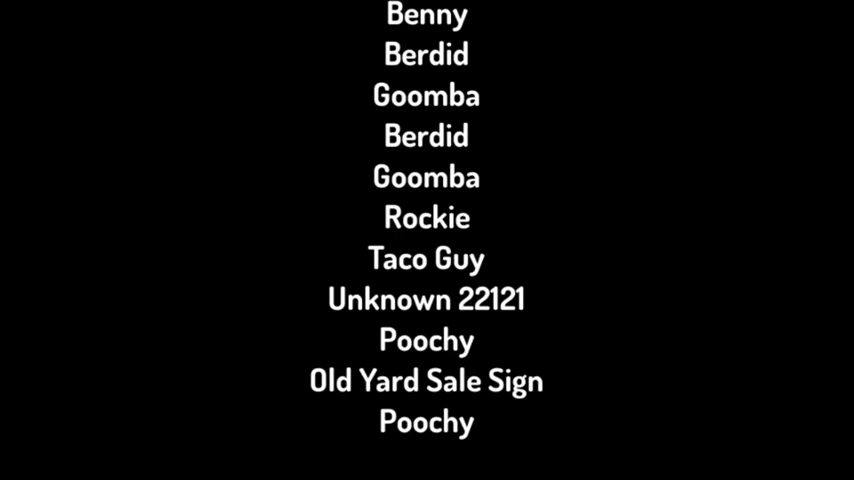 Benny
Berdid
Goomba
Berdid
Goomba
Rockie
Taco Guy
Unknown 22121
Poochy
Old Yard Sale Sign
Poochy